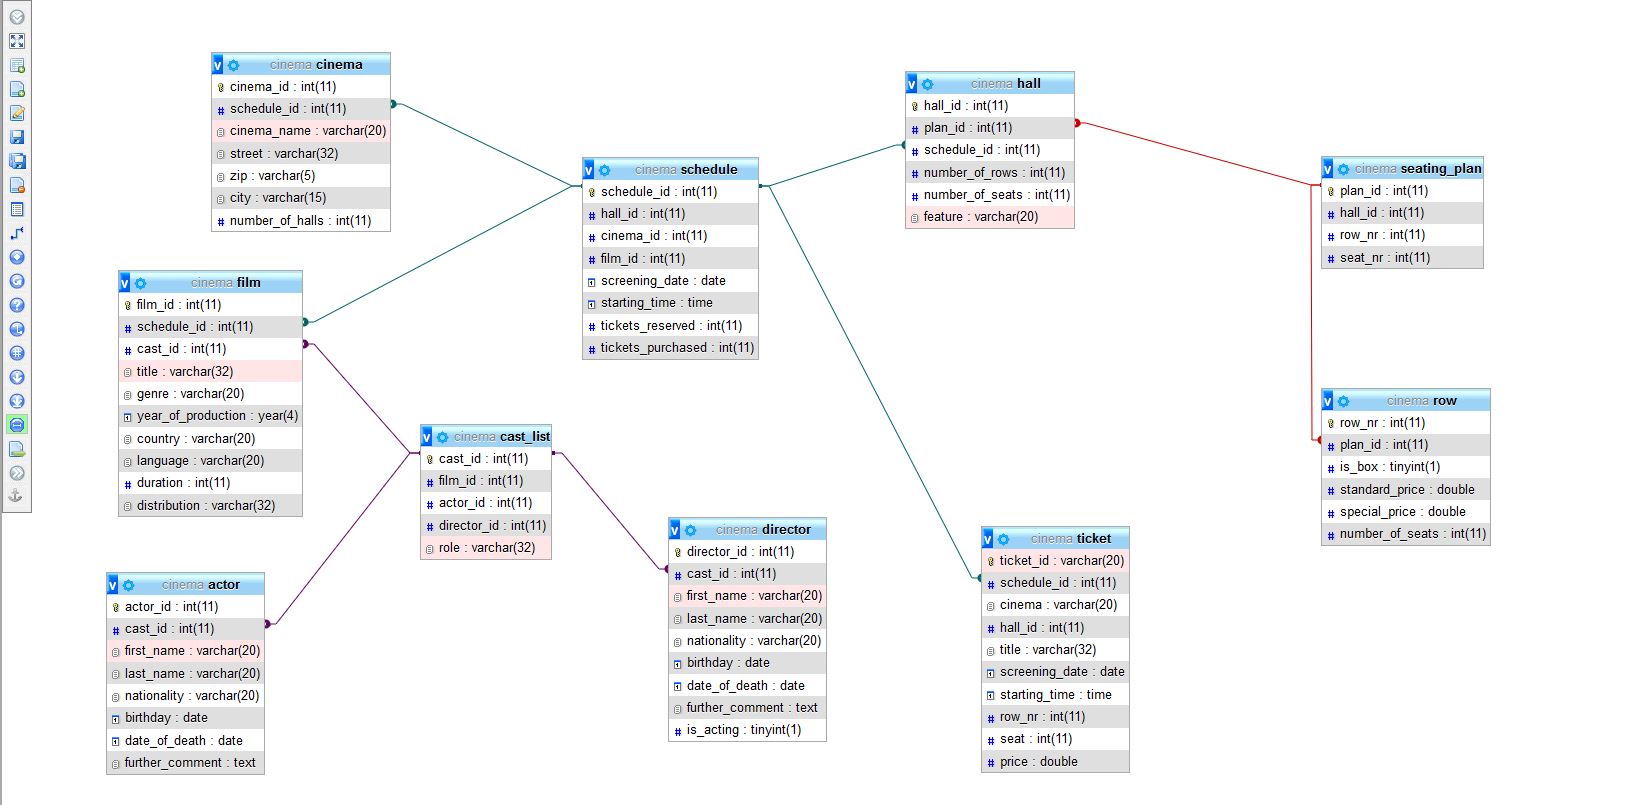 v cinema cinema
cinema_id : int(11)
schedule_id : int(11)
cinema_name : varchar(20)
street : varchar(32)
zip : varchar(5)
city : varchar(15)
number_of_halls : int(11)
v cinema film
film_id : int(11)
schedule_id : int(11)
cast_id : int(11)
title : varchar(32)
genre : varchar(20)
year_of_production : year(4)
country : varchar(20)
language : varchar(20)
duration : int(11)
distribution : varchar(32)
v cinema actor
actor_id : int(11)
cast_id : int(11)
first_name : varchar(20)
last_name : varchar(20)
nationality : varchar(20)
birthday : date
date_of_death : date
further_comment : text
v cinema cast_list
cast_id : int(11)
film_id : int(11)
actor_id : int(11)
director_id : int(11)
role : varchar(32)
v cinema schedule
schedule_id : int(11)
hall_id : int(11)
cinema_id : int(11)
film_id : int(11)
screening_date : date
starting_time : time
tickets_reserved : int(11)
tickets_purchased : int(11)
v cinema director
director_id : int(11)
cast_id : int(11)
first_name : varchar(20)
last_name : varchar(20)
nationality : varchar(20)
birthday : date
date_of_death : date
further_comment : text
is_acting : tinyint(1)
v cinema hall
hall_id : int(11)
plan_id : int(11)
schedule_id : int(11)
number_of_rows : int(11)
number_of_seats : int(11)
feature : varchar(20)
v cinema ticket
ticket_id : varchar(20)
schedule_id : int(11)
cinema : varchar(20)
hall_id : int(11)
title : varchar(32)
screening_date : date
starting_time : time
row_nr : int(11)
seat : int(11)
price : double
v cinema seating_plan
plan_id : int(11)
hall_id : int(11)
row_nr : int(11)
seat_nr : int(11)
v cinema row
row_nr : int(11)
plan_id : int(11)
is_box : tinyint(1)
standard_price : double
special_price : double
number_of_seats : int(11)